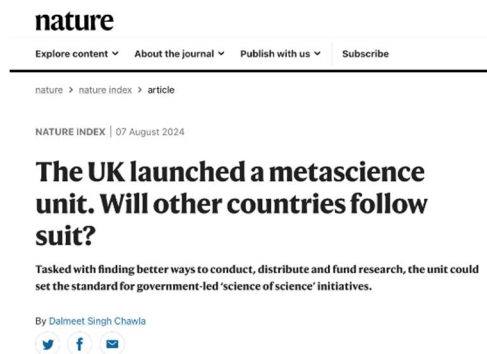 nature
Explore content About the journal Publish with us Subscribe
nature > nature index > article
NATURE INDEX | 07 August 2024
The UK launched a metascience
unit. Will other countries follow
suit?
Tasked with finding better ways to conduct, distribute and fund research, the unit could
set the standard for government-led ‘science of science’ initiatives.
By Dalmeet Singh Chawla